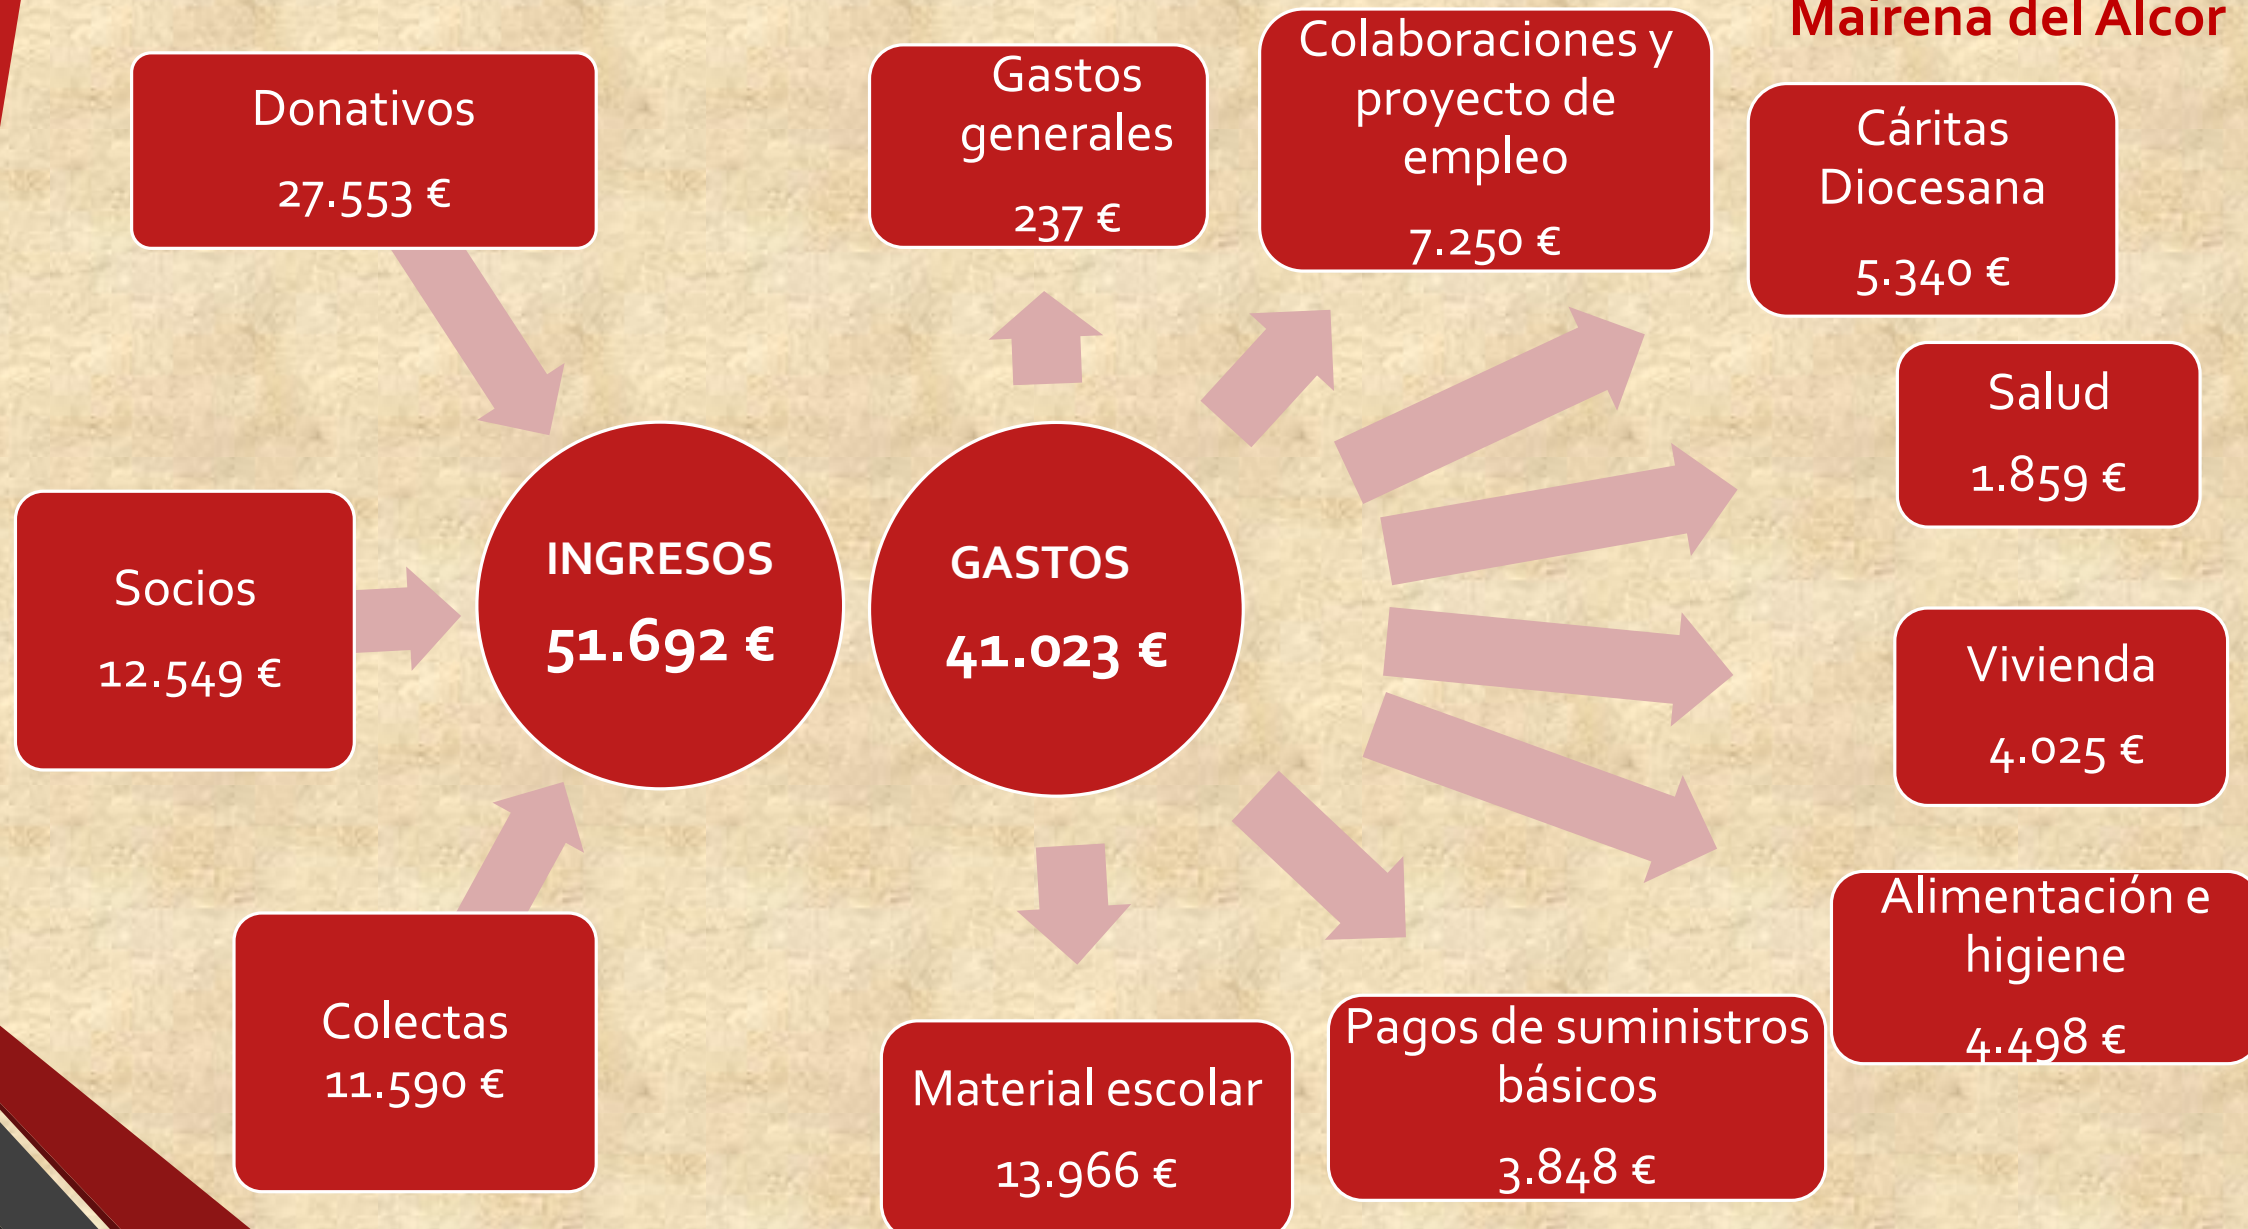 Mairena del Alcor
Donativos
27.553 €
Socios
12.549 €
Colectas
11.590 €
INGRESOS
51.692 €
GASTOS
41.023 €
Gastos
generales
237 €
Colaboraciones y
proyecto de
empleo
7.250 €
Cáritas
Diocesana
5.340 €
Salud
1.859 €
Vivienda
4.025 €
Alimentación e
higiene
4.498 €
Pagos de suministros
básicos
3.848 €
Material escolar
13.966 €